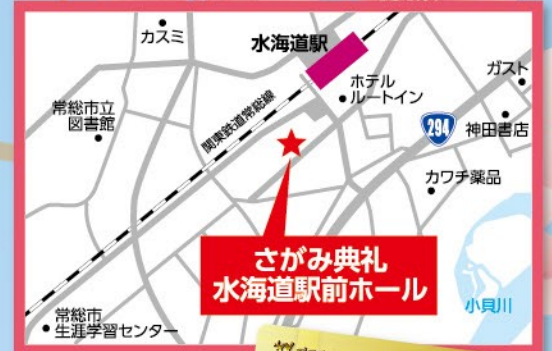 カスミ
水海道駅
ガスト
ホテル
ルートイン
常総市立
図書館
関東鉄道常総線
294
神田書店
カワチ薬品
さがみ典礼
水海道駅前ホール
小貝川
常総市
生涯学習センター